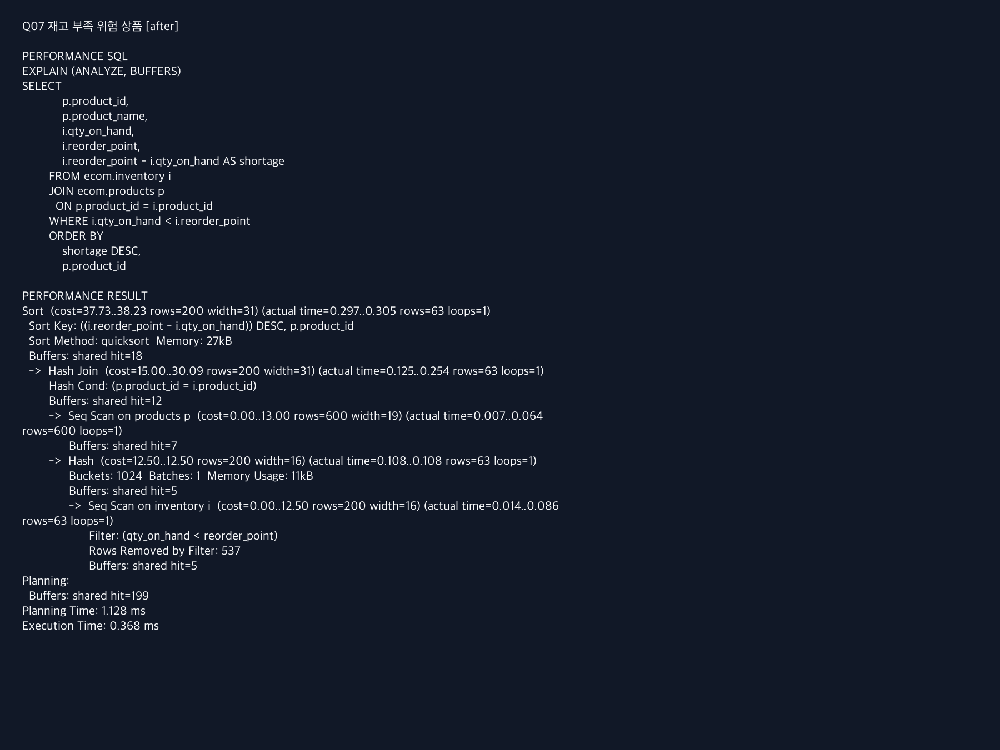 Q07 재고 부족 위험 상품 [after]

PERFORMANCE SQL
EXPLAIN (ANALYZE, BUFFERS)
SELECT
            p.product_id,
            p.product_name,
            i.qty_on_hand,
            i.reorder_point,
            i.reorder_point - i.qty_on_hand AS shortage
        FROM ecom.inventory i
        JOIN ecom.products p
          ON p.product_id = i.product_id
        WHERE i.qty_on_hand < i.reorder_point
        ORDER BY
            shortage DESC,
            p.product_id

PERFORMANCE RESULT
Sort  (cost=37.73..38.23 rows=200 width=31) (actual time=0.297..0.305 rows=63 loops=1)
  Sort Key: ((i.reorder_point - i.qty_on_hand)) DESC, p.product_id
  Sort Method: quicksort  Memory: 27kB
  Buffers: shared hit=18
  ->  Hash Join  (cost=15.00..30.09 rows=200 width=31) (actual time=0.125..0.254 rows=63 loops=1)
        Hash Cond: (p.product_id = i.product_id)
        Buffers: shared hit=12
        ->  Seq Scan on products p  (cost=0.00..13.00 rows=600 width=19) (actual time=0.007..0.064
rows=600 loops=1)
              Buffers: shared hit=7
        ->  Hash  (cost=12.50..12.50 rows=200 width=16) (actual time=0.108..0.108 rows=63 loops=1)
              Buckets: 1024  Batches: 1  Memory Usage: 11kB
              Buffers: shared hit=5
              ->  Seq Scan on inventory i  (cost=0.00..12.50 rows=200 width=16) (actual time=0.014..0.086
rows=63 loops=1)
                    Filter: (qty_on_hand < reorder_point)
                    Rows Removed by Filter: 537
                    Buffers: shared hit=5
Planning:
  Buffers: shared hit=199
Planning Time: 1.128 ms
Execution Time: 0.368 ms